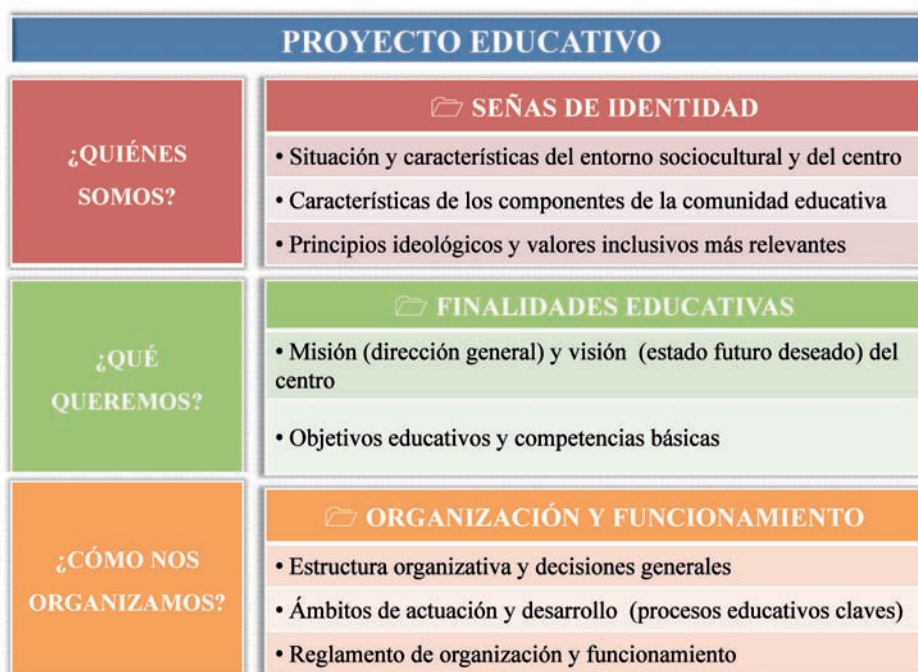 PROYECTO EDUCATIVO
¿QUIÉNES
SOMOS?
SEÑAS DE IDENTIDAD
• Situación y características del entorno sociocultural y del centro
• Características de los componentes de la comunidad educativa
• Principios ideológicos y valores inclusivos más relevantes
¿QUÉ
QUEREMOS?
FINALIDADES EDUCATIVAS
• Misión (dirección general) y visión (estado futuro deseado) del
centro
• Objetivos educativos y competencias básicas
¿CÓMO NOS
ORGANIZAMOS?
ORGANIZACIÓN Y FUNCIONAMIENTO
• Estructura organizativa y decisiones generales
• Ámbitos de actuación y desarrollo (procesos educativos claves)
• Reglamento de organización y funcionamiento